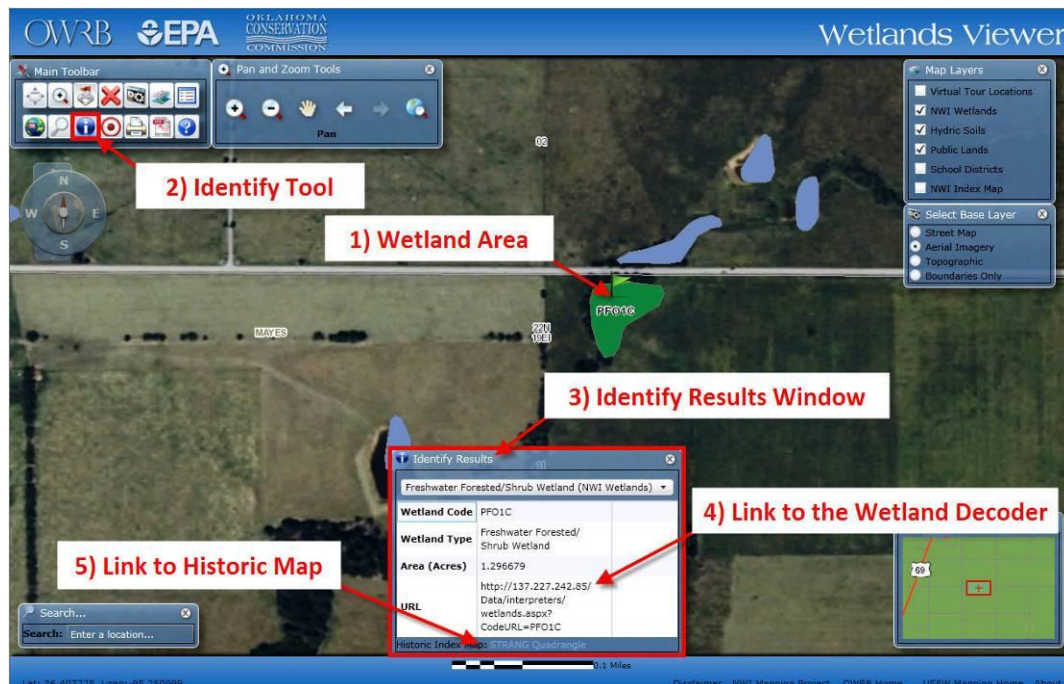 OWRB
EPA
OKLAHOMA
CONSERVATION
COMMISSION
Wetlands Viewer
Main Toolbar
Pan and Zoom Tools
Pan
Map Layers
Virtual Tour Locations
NWI Wetlands
Hydric Soils
Public Lands
School Districts
NWI Index Map
Select Base Layer
Street Map
Aerial Imagery
Topographic
Boundaries Only
2) Identify Tool
N
W E
S
02
1) Wetland Area
PFO1C
MAYES
22N
3) Identify Results Window
Identify Results
Freshwater Forested/Shrub Wetland (NWI Wetlands)
Wetland Code PFO1C
Wetland Type Freshwater Forested/
Shrub Wetland
Area (Acres) 1.296679
URL http://137.227.242.85/
Data/interpreters/
wetlands.aspx?
CodeURL=PFO1C
Historic Index Map: STRANG Quadrangle
4) Link to the Wetland Decoder
5) Link to Historic Map
69
Search...
Search: Enter a location...
0.1 Miles
Disclaimer NWI Mapping Project OWRB Home Mapping Home About